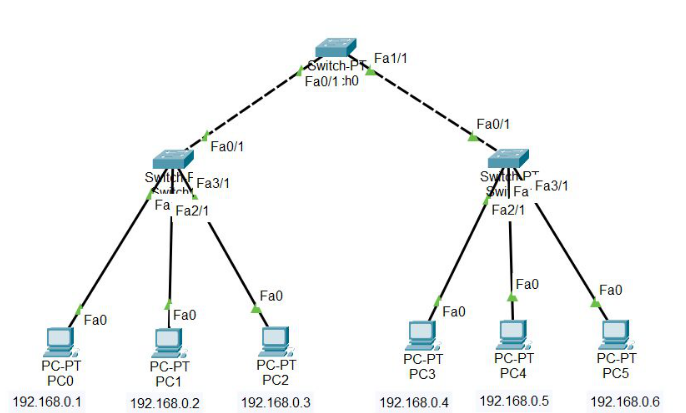 Fa1/1
Switch-PT
Fa0/1
Fa0/1
Fa0/1
Fa3/1
Fa2/1
Fa3/1
Fa2/1
Fa0
Fa0
Fa0
Fa0
Fa0
Fa0
PC-PT
PC0
PC-PT
PC1
PC-PT
PC2
PC-PT
PC3
PC-PT
PC4
PC-PT
PC5
192.168.0.1
192.168.0.2
192.168.0.3
192.168.0.4
192.168.0.5
192.168.0.6